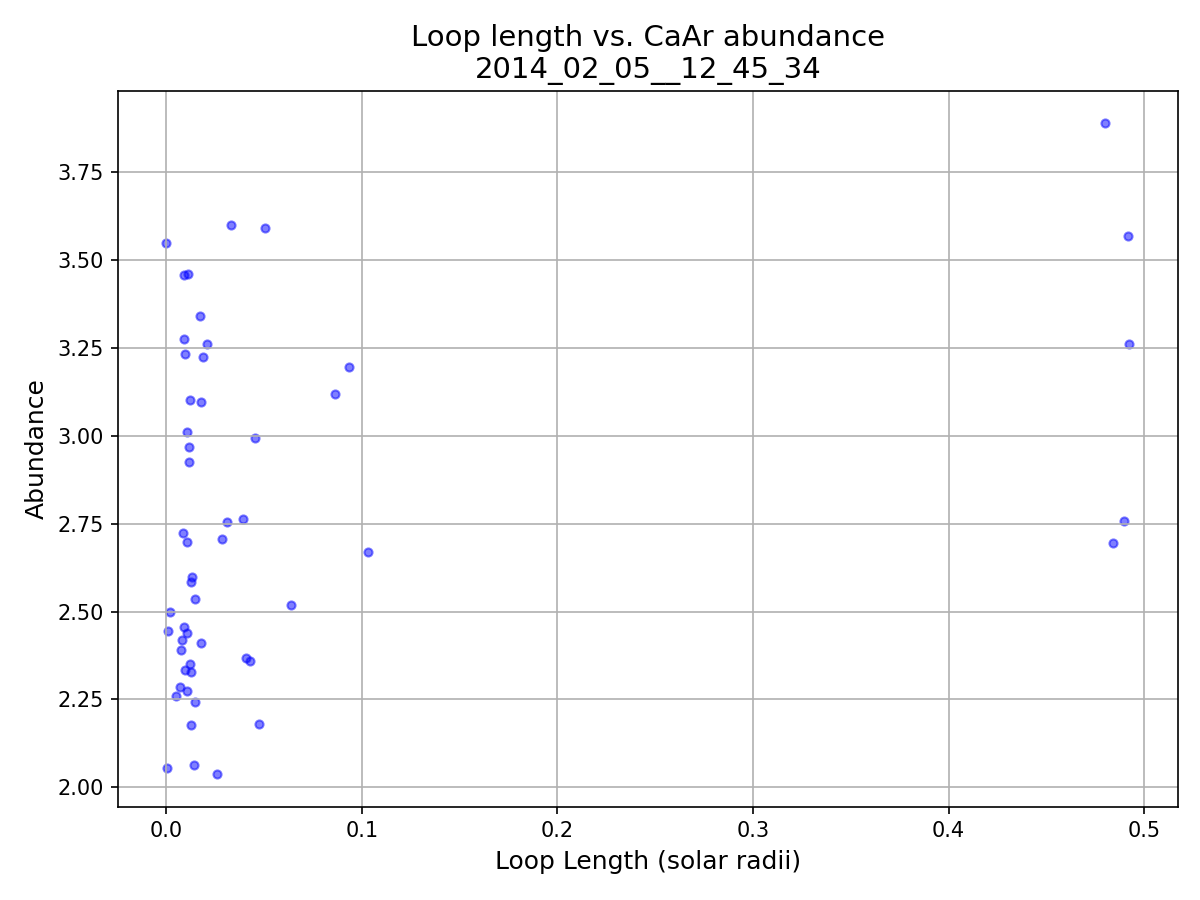 Loop length vs. CaAr abundance
2014_02_05__12_45_34
Abundance
3.75
3.50
3.25
3.00
2.75
2.50
2.25
2.00
0.0 0.1 0.2 0.3 0.4 0.5
Loop Length (solar radii)